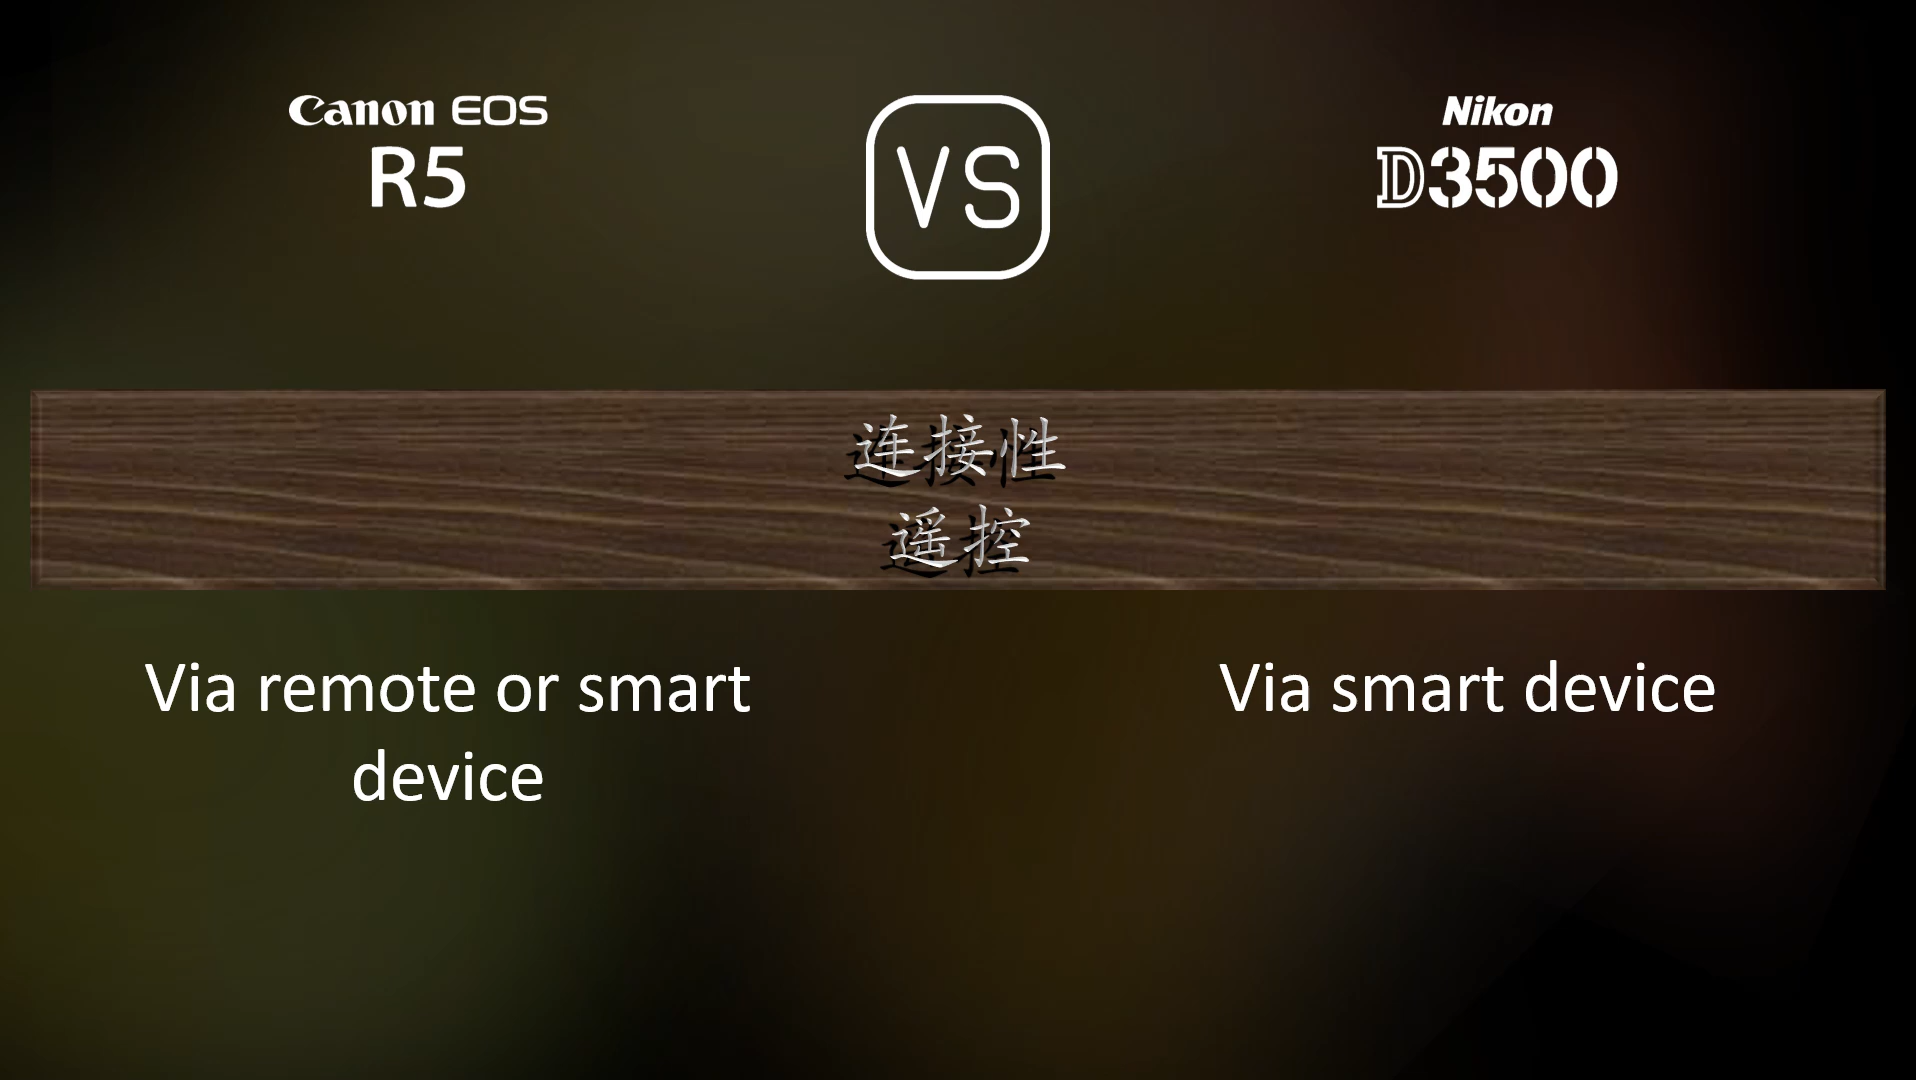 Canon EOS
R5
VS
Nikon
D3500
连接性
遥控
Via remote or smart
device
Via smart device